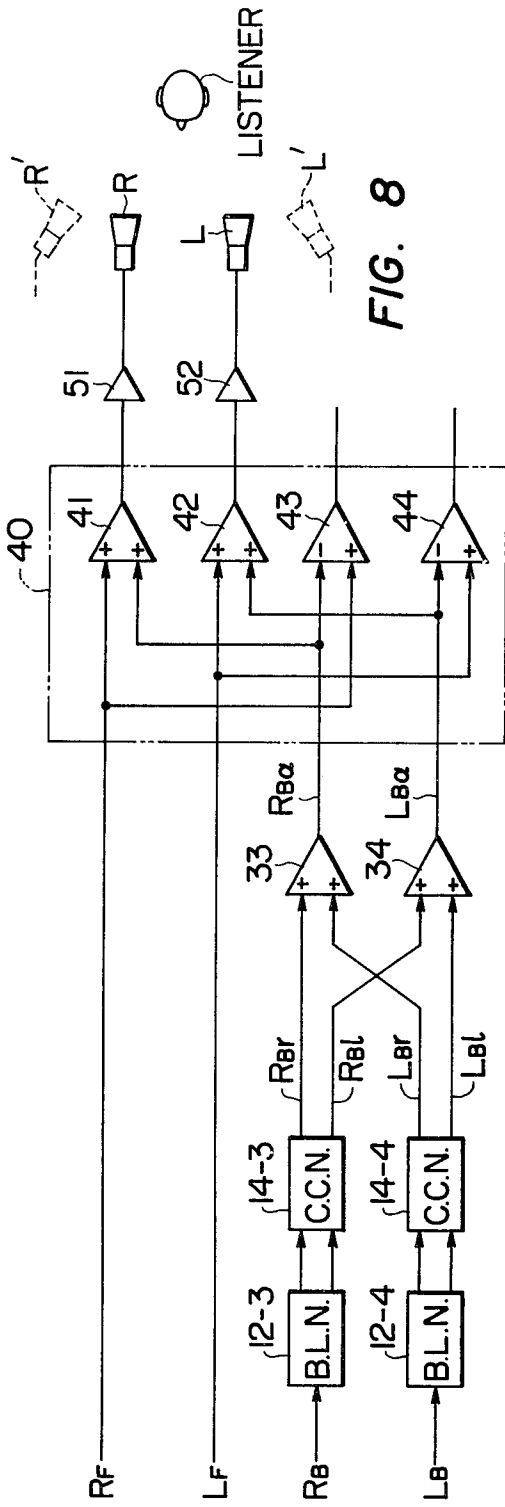 RF
LF
RB
LB
12-3
B.L.N.
12-4
B.L.N.
14-3
C.C.N.
14-4
C.C.N.
RBr
RBl
LBr
LBl
33
+
+
34
+
+
RBα
LBα
40
41
+
+
42
+
+
43
-
+
44
-
+
51
52
R'
R
L
L'
LISTENER
FIG. 8